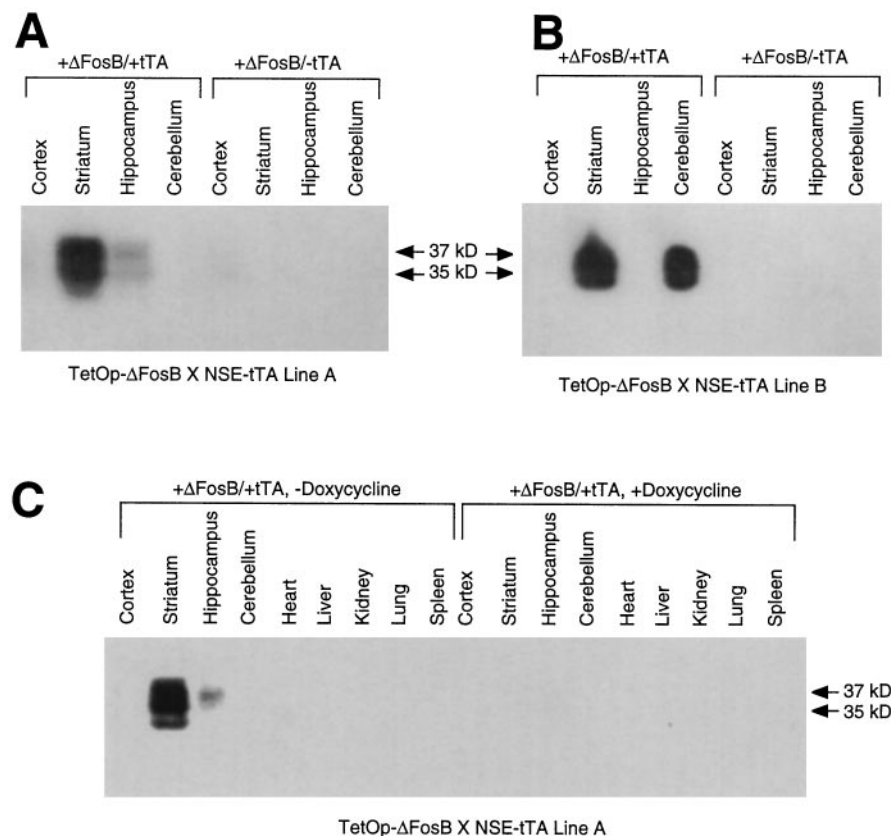 A
+ΔFosB/+tTA
+ΔFosB/-tTA
Cortex
Striatum
Hippocampus
Cerebellum
Cortex
Striatum
Hippocampus
Cerebellum
37 kD
35 kD
TetOp-ΔFosB X NSE-tTA Line A
B
+ΔFosB/+tTA
+ΔFosB/-tTA
Cortex
Striatum
Hippocampus
Cerebellum
Cortex
Striatum
Hippocampus
Cerebellum
TetOp-ΔFosB X NSE-tTA Line B
C
+ΔFosB/+tTA, -Doxycycline
+ΔFosB/+tTA, +Doxycycline
Cortex
Striatum
Hippocampus
Cerebellum
Heart
Liver
Kidney
Lung
Spleen
Cortex
Striatum
Hippocampus
Cerebellum
Heart
Liver
Kidney
Lung
Spleen
37 kD
35 kD
TetOp-ΔFosB X NSE-tTA Line A